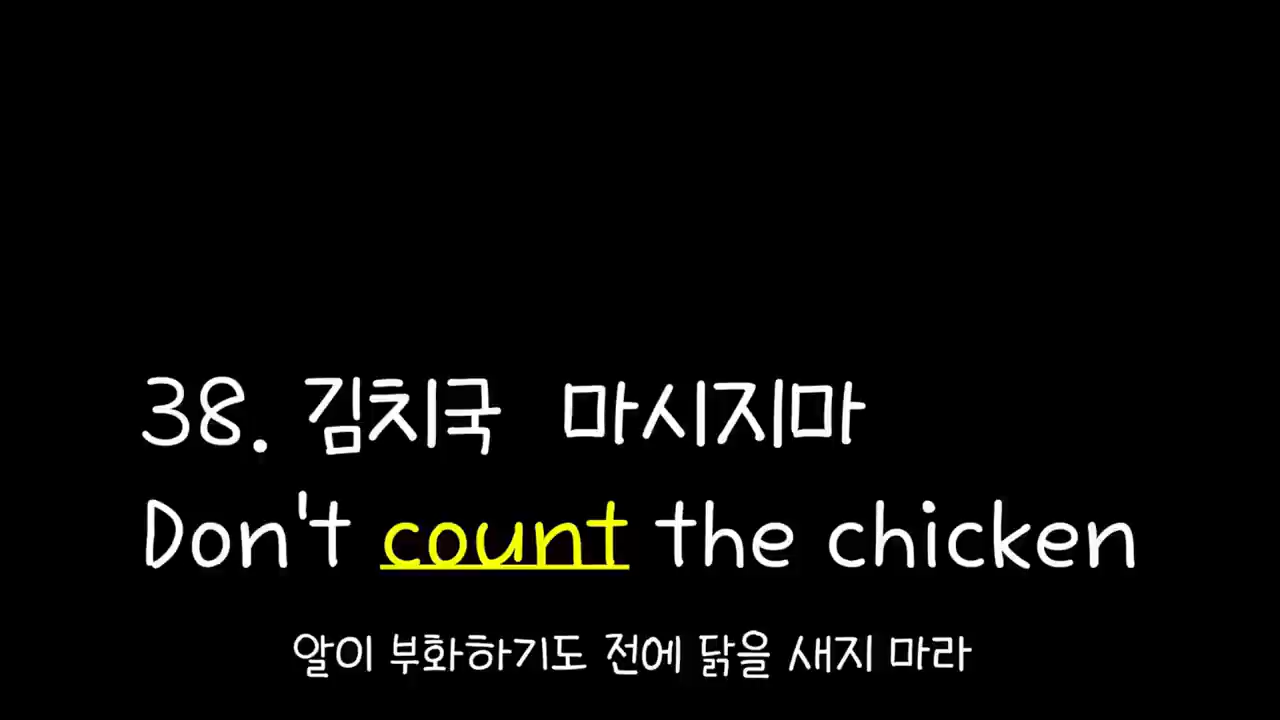 38. 김치국 마시지마
Don't count the chicken
알이 부화하기도 전에 닭을 새지 마라